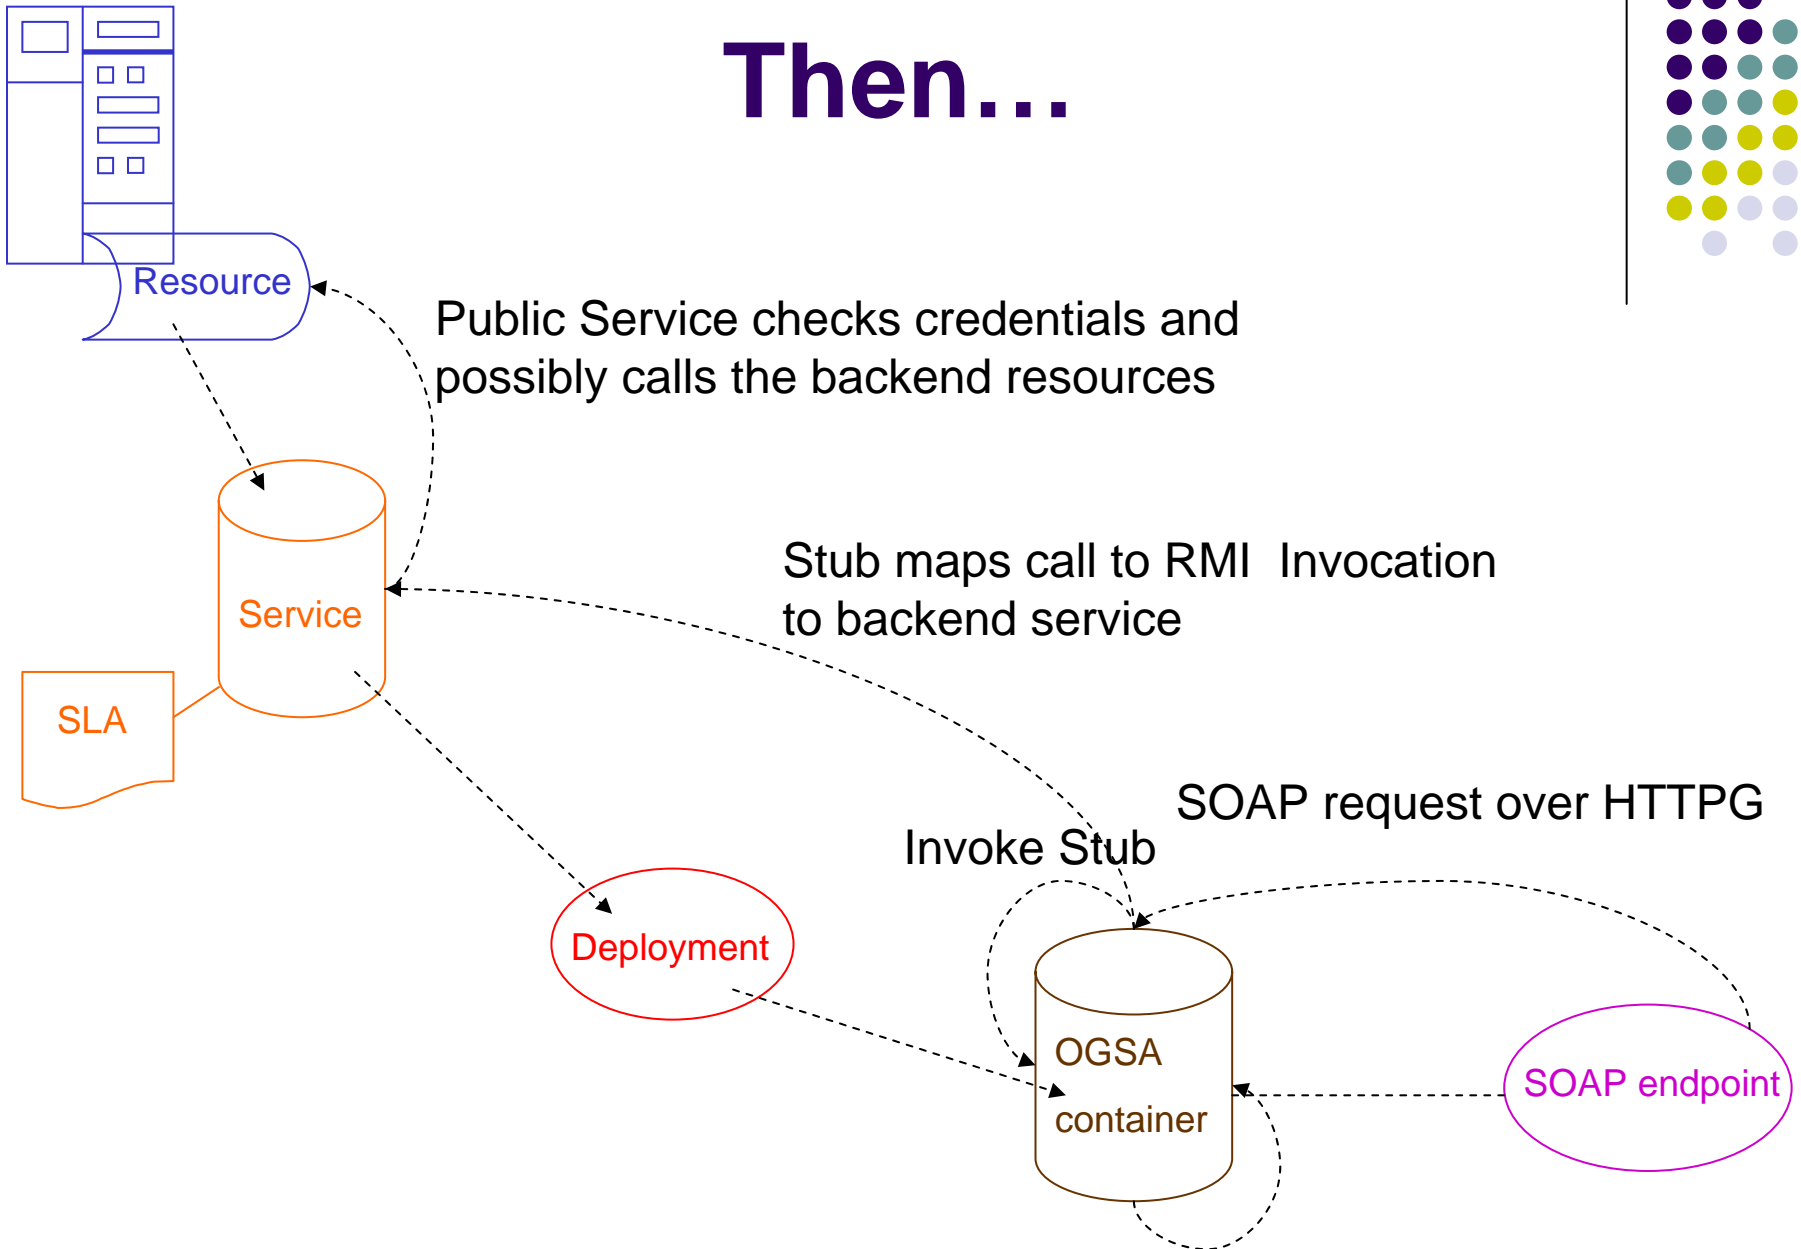 Then…
Resource
Public Service checks credentials and
possibly calls the backend resources
Stub maps call to RMI  Invocation
to backend service
Service
SLA
SOAP request over HTTPG
Invoke Stub
Deployment
OGSA
container
SOAP endpoint